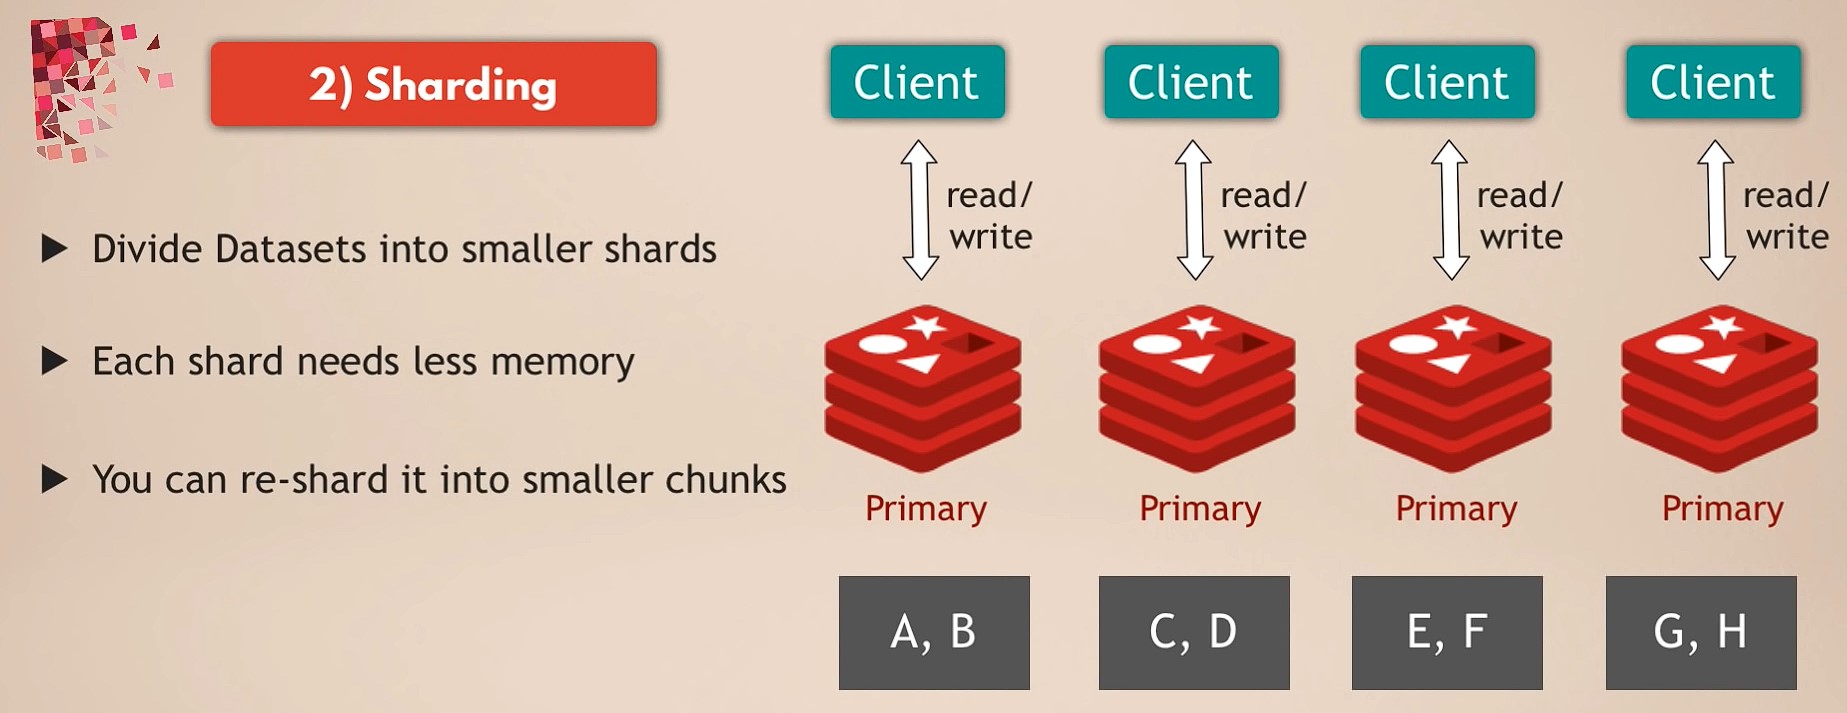 2) Sharding
Divide Datasets into smaller shards
Each shard needs less memory
You can re-shard it into smaller chunks
Client
Client
Client
Client
read/
write
read/
write
read/
write
read/
write
Primary
Primary
Primary
Primary
A, B
C, D
E, F
G, H